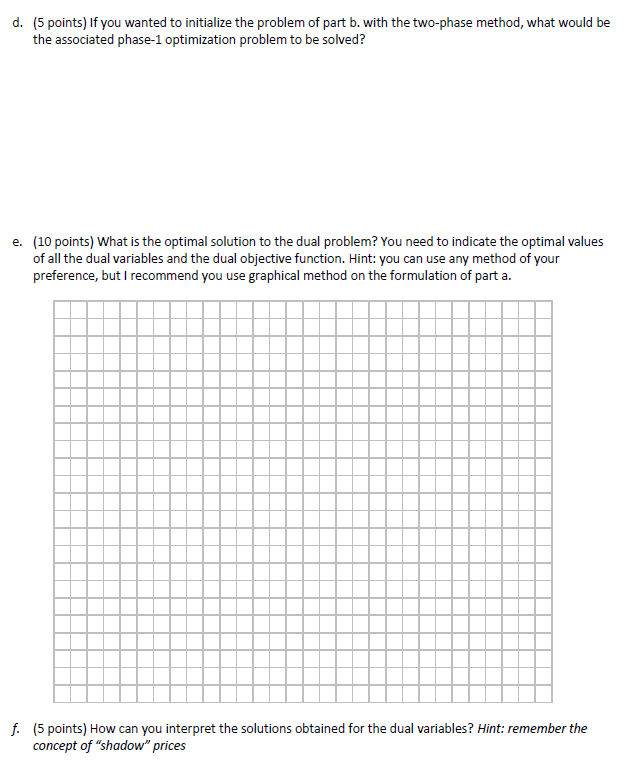 d. (5 points) If you wanted to initialize the problem of part b. with the two-phase method, what would be
the associated phase-1 optimization problem to be solved?
e. (10 points) What is the optimal solution to the dual problem? You need to indicate the optimal values
of all the dual variables and the dual objective function. Hint: you can use any method of your
preference, but I recommend you use graphical method on the formulation of part a.
f. (5 points) How can you interpret the solutions obtained for the dual variables? Hint: remember the
concept of “shadow” prices